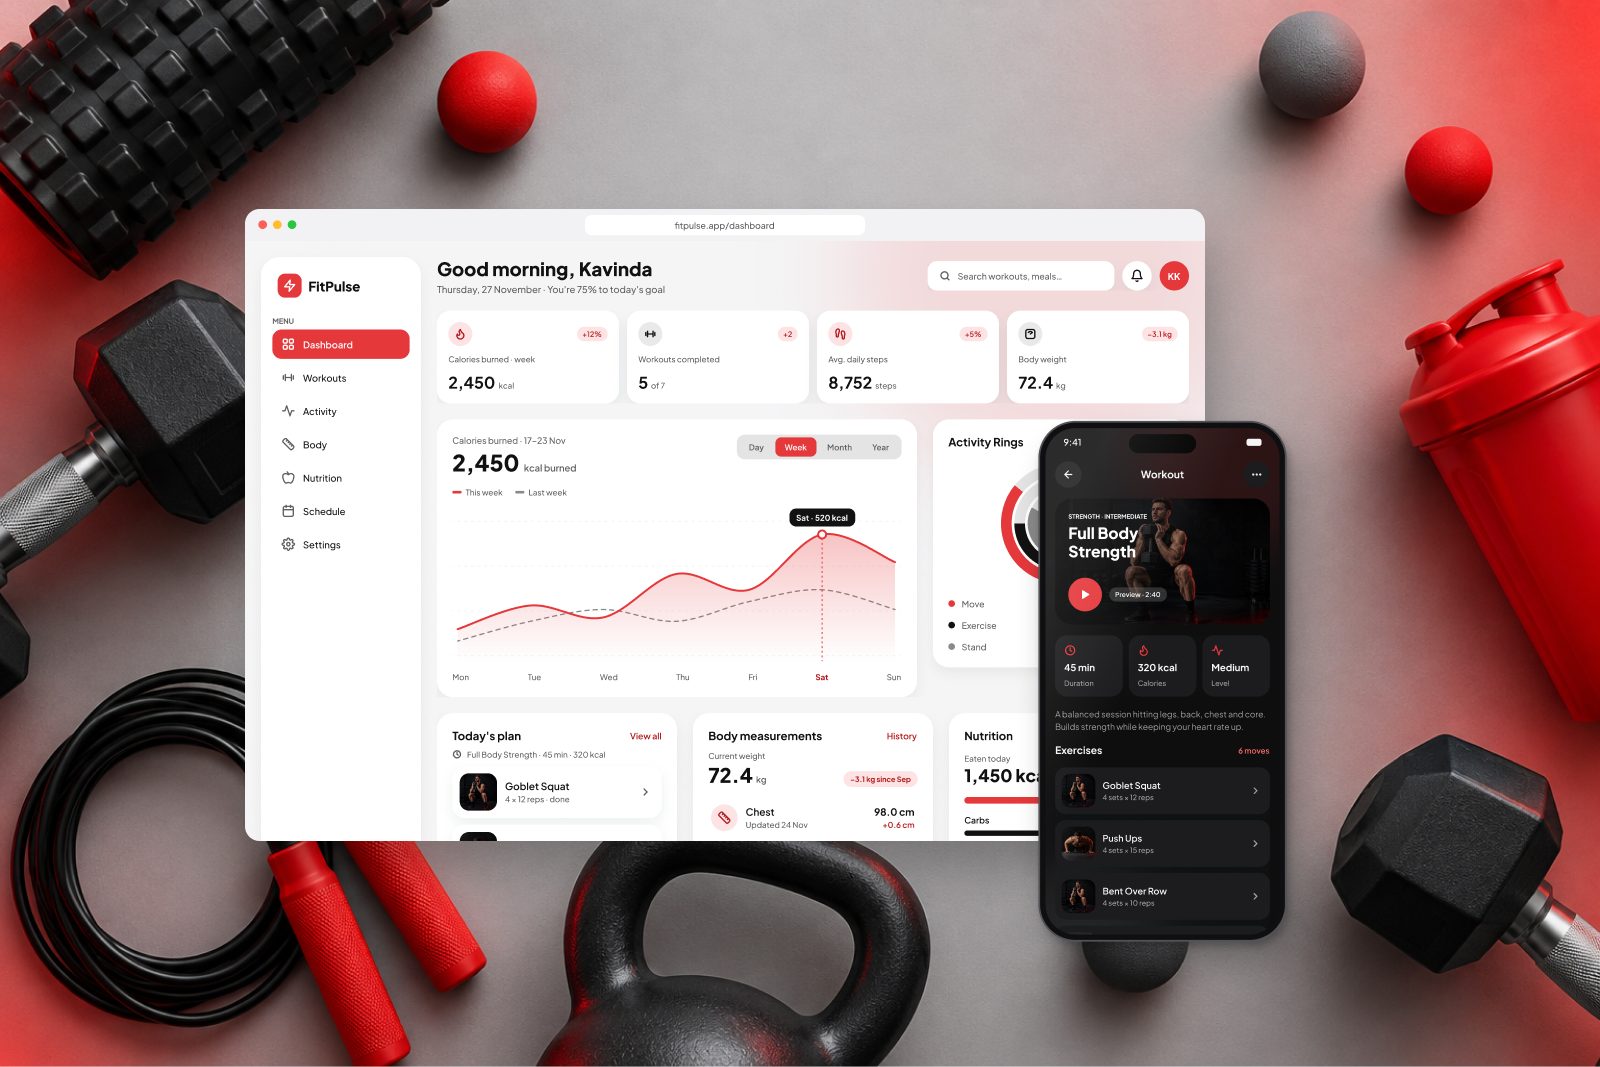 fitpulse.app/dashboard
FitPulse
MENU
Dashboard
Workouts
Activity
Body
Nutrition
Schedule
Settings
Good morning, Kavinda
Thursday, 27 November · You're 75% to today's goal
Search workouts, meals...
KK
+12%
Calories burned · week
2,450 kcal
+2
Workouts completed
5 of 7
+5%
Avg. daily steps
8,752 steps
−3.1 kg
Body weight
72.4 kg
Calories burned · 17–23 Nov
2,450 kcal burned
Day Week Month Year
This week Last week
Sat · 520 kcal
Mon Tue Wed Thu Fri Sat Sun
Activity Rings
Move
Exercise
Stand
Today's plan View all
Full Body Strength · 45 min · 320 kcal
Goblet Squat
4 × 12 reps · done
Body measurements History
Current weight
72.4 kg
−3.1 kg since Sep
Chest 98.0 cm
Updated 24 Nov +0.6 cm
Nutrition
Eaten today
1,450
Carbs
9:41
Workout
STRENGTH · INTERMEDIATE
Full Body
Strength
Preview · 2:40
45 min
Duration
320 kcal
Calories
Medium
Level
A balanced session hitting legs, back, chest and core.
Builds strength while keeping your heart rate up.
Exercises 6 moves
Goblet Squat
4 sets × 12 reps
Push Ups
4 sets × 15 reps
Bent Over Row
4 sets × 10 reps